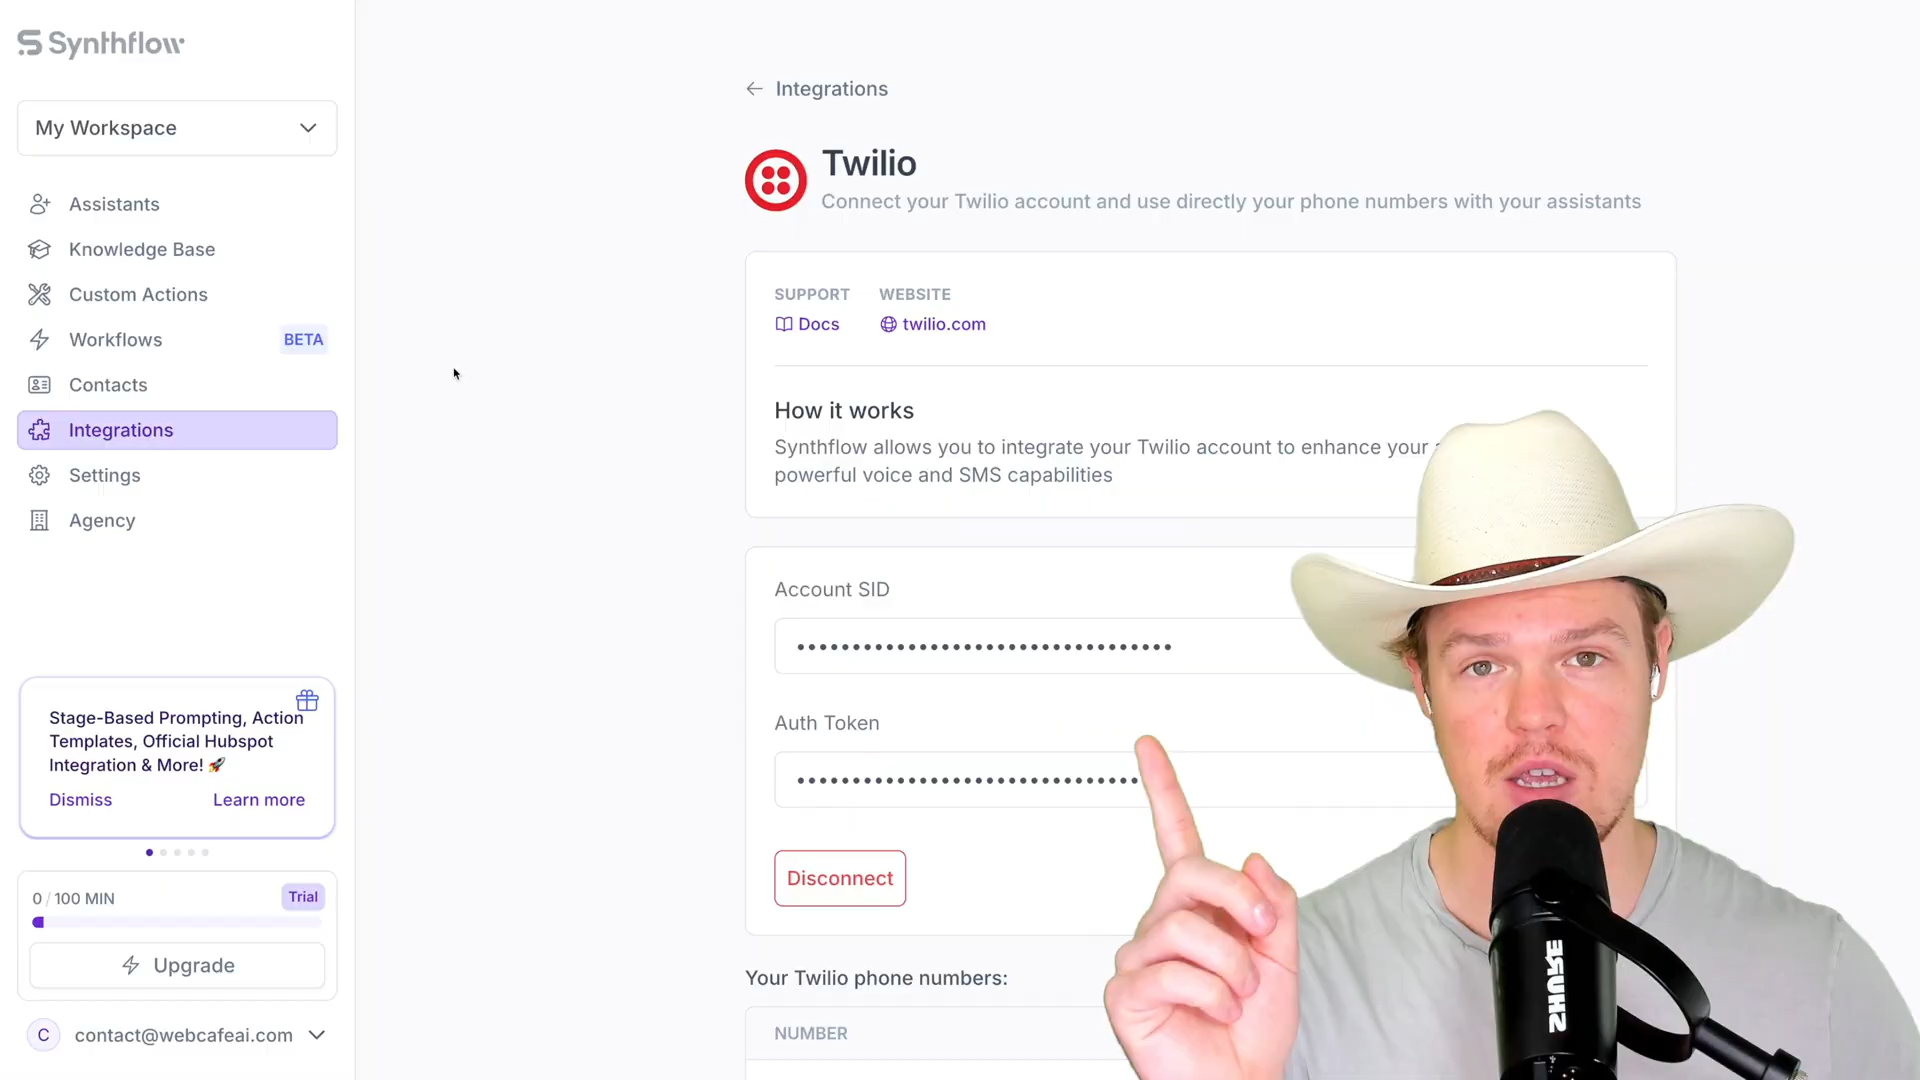 Synthflow
My Workspace
Assistants
Knowledge Base
Custom Actions
Workflows
BETA
Contacts
Integrations
Settings
Agency
Stage-Based Prompting, Action
Templates, Official Hubspot
Integration & More! 🚀
Dismiss
Learn more
0 / 100 MIN
Trial
Upgrade
C
contact@webcafeai.com
← Integrations
Twilio
Connect your Twilio account and use directly your phone numbers with your assistants
SUPPORT
WEBSITE
Docs
twilio.com
How it works
Synthflow allows you to integrate your Twilio account to enhance your
powerful voice and SMS capabilities
Account SID
Auth Token
Disconnect
Your Twilio phone numbers:
NUMBER
SHURE